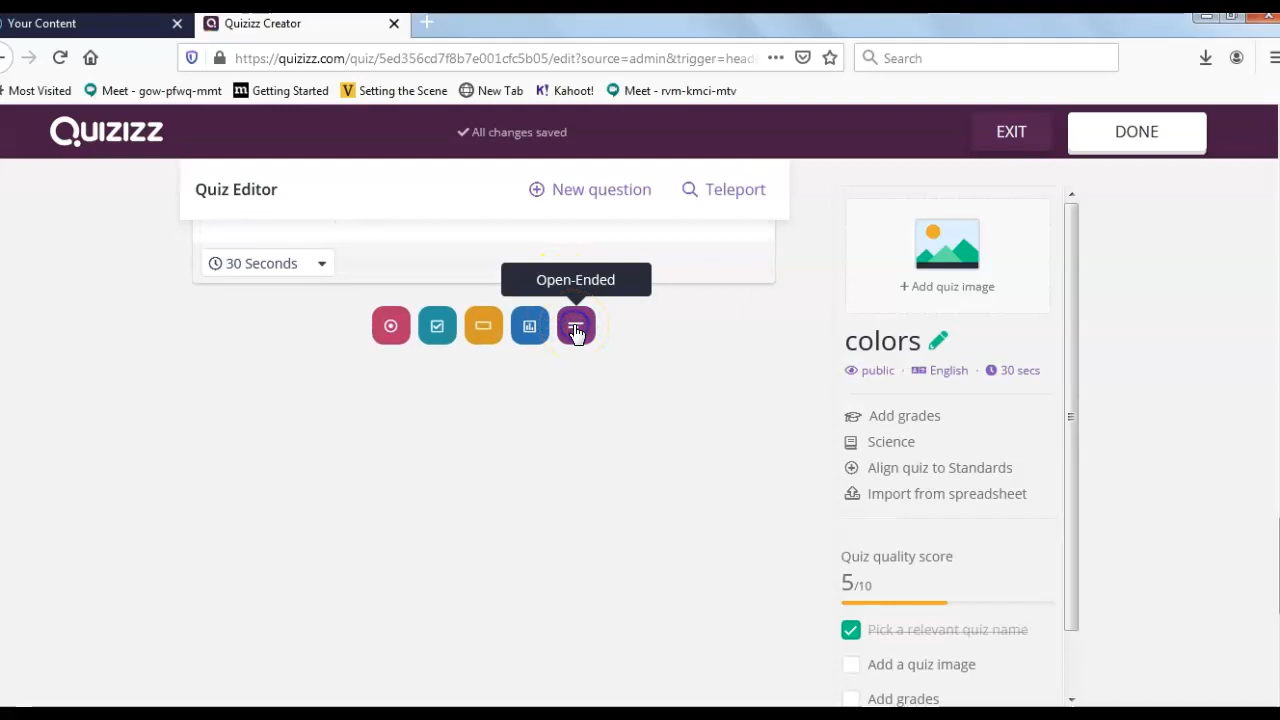 Your Content
Quizizz Creator
https://quizizz.com/quiz/5ed356cd7f8b7e001cfc5b05/edit?source=admin&trigger=head
Search
Most Visited
Meet - gow-pfwq-mmt
Getting Started
Setting the Scene
New Tab
Kahoot!
Meet - rvm-kmci-mtv
Quizizz
All changes saved
EXIT
DONE
Quiz Editor
New question
Teleport
30 Seconds
Open-Ended
+ Add quiz image
colors
public · English · 30 secs
Add grades
Science
Align quiz to Standards
Import from spreadsheet
Quiz quality score
5/10
Pick a relevant quiz name
Add a quiz image
Add grades